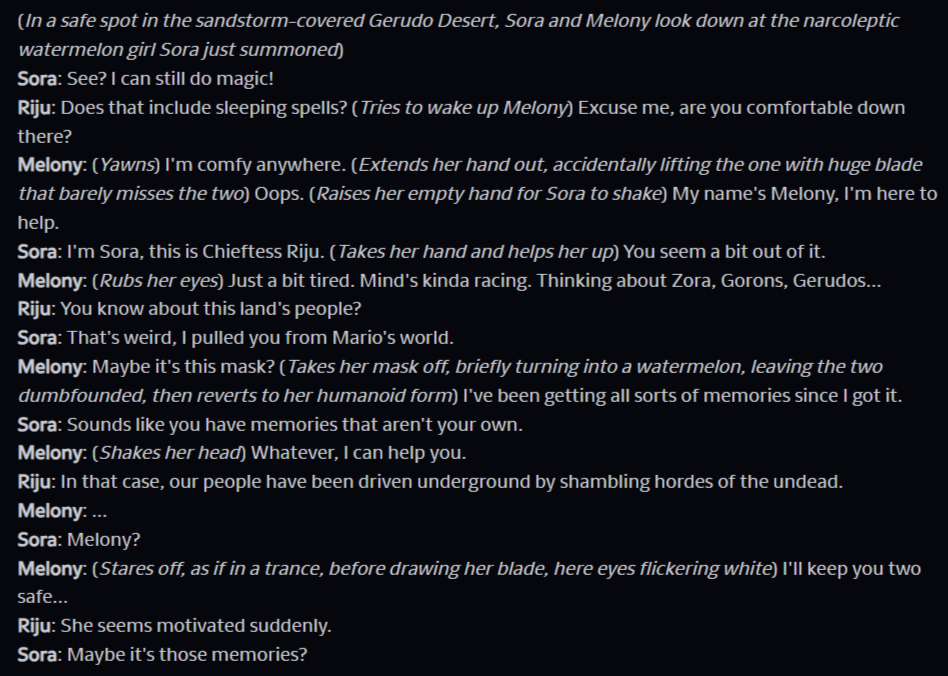 (In a safe spot in the sandstorm-covered Gerudo Desert, Sora and Melony look down at the narcoleptic
watermelon girl Sora just summoned)
Sora: See? I can still do magic!
Riju: Does that include sleeping spells? (Tries to wake up Melony) Excuse me, are you comfortable down
there?
Melony: (Yawns) I'm comfy anywhere. (Extends her hand out, accidentally lifting the one with huge blade
that barely misses the two) Oops. (Raises her empty hand for Sora to shake) My name's Melony, I'm here to
help.
Sora: I'm Sora, this is Chieftess Riju. (Takes her hand and helps her up) You seem a bit out of it.
Melony: (Rubs her eyes) Just a bit tired. Mind's kinda racing. Thinking about Zora, Gorons, Gerudos...
Riju: You know about this land's people?
Sora: That's weird, I pulled you from Mario's world.
Melony: Maybe it's this mask? (Takes her mask off, briefly turning into a watermelon, leaving the two
dumbfounded, then reverts to her humanoid form) I've been getting all sorts of memories since I got it.
Sora: Sounds like you have memories that aren't your own.
Melony: (Shakes her head) Whatever, I can help you.
Riju: In that case, our people have been driven underground by shambling hordes of the undead.
Melony: ...
Sora: Melony?
Melony: (Stares off, as if in a trance, before drawing her blade, here eyes flickering white) I'll keep you two
safe...
Riju: She seems motivated suddenly.
Sora: Maybe it's those memories?